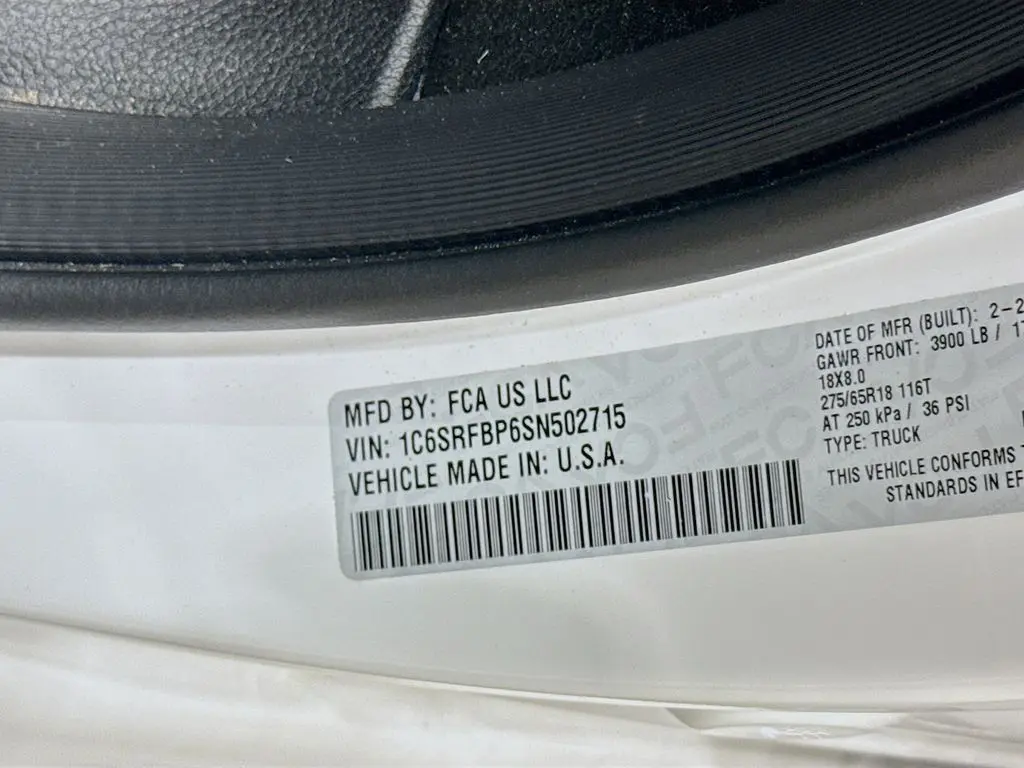 MFD BY: FCA US LLC
VIN: 1C6SRFBP6SN502715
VEHICLE MADE IN: U.S.A.
DATE OF MFR (BUILT): 2-2
GAWR FRONT: 3900 LB / 17
18X8.0
275/65R18 116T
AT 250 kPa / 36 PSI
TYPE: TRUCK
THIS VEHICLE CONFORMS T
STANDARDS IN EF